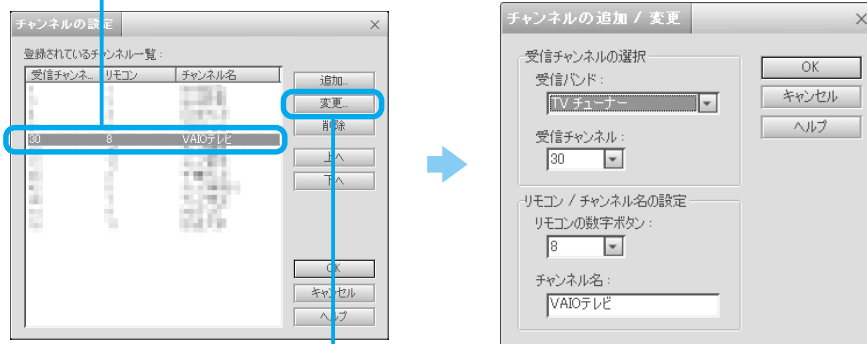 チャンネルの設定
登録されているチャンネル一覧:
受信チャンネ... リモコン チャンネル名
30 8 VAIOテレビ
追加...
変更...
削除
上へ
下へ
OK
キャンセル
ヘルプ
チャンネルの追加 / 変更
受信チャンネルの選択
受信バンド:
TV チューナー
受信チャンネル:
30
リモコン / チャンネル名の設定
リモコンの数字ボタン:
8
チャンネル名:
VAIOテレビ
OK
キャンセル
ヘルプ